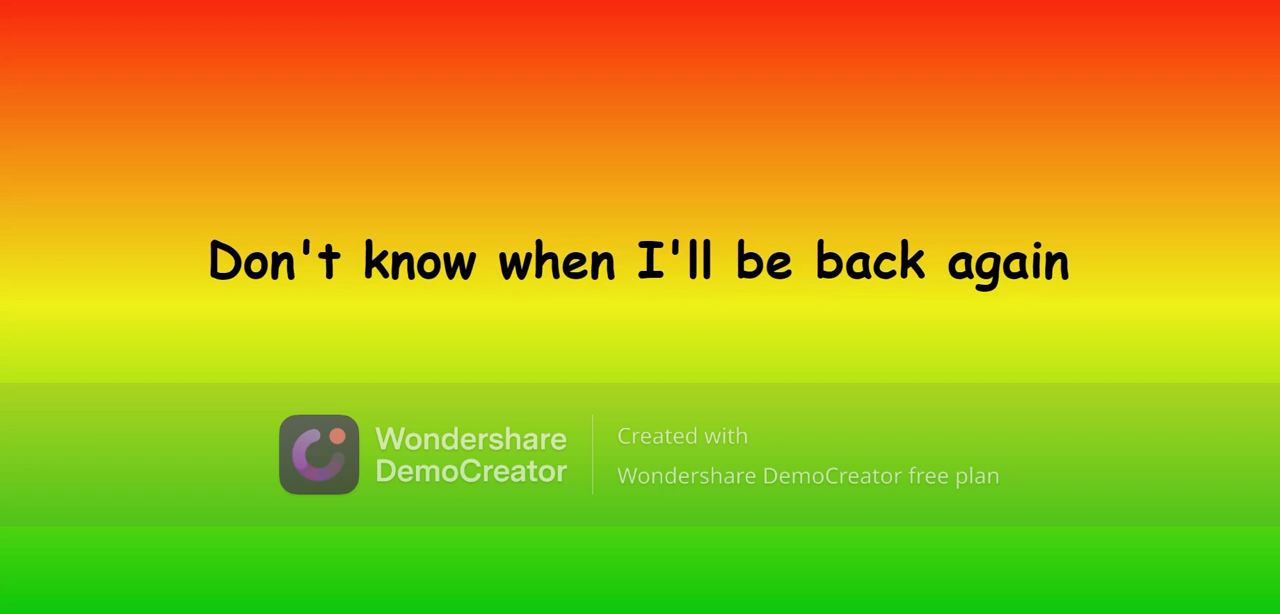 Don't know when I'll be back again
Wondershare
DemoCreator
Created with
Wondershare DemoCreator free plan